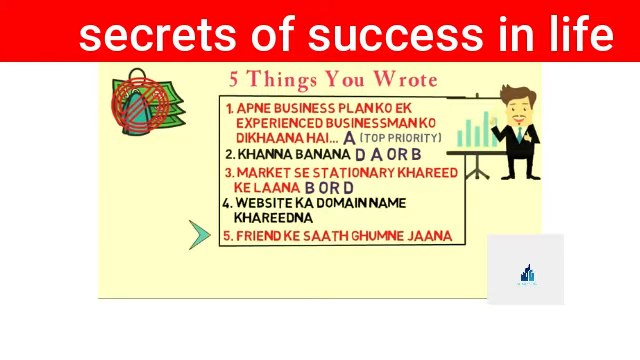 secrets of success in life
5 Things You Wrote
1. APNE BUSINESS PLAN KO EK
EXPERIENCED BUSINESSMAN KO
DIKHAANA HAI... A (TOP PRIORITY)
2. KHANNA BANANA D A OR B
3. MARKET SE STATIONARY KHAREED
KE LAANA B OR D
4. WEBSITE KA DOMAIN NAME
KHAREEDNA
5. FRIEND KE SAATH GHUMNE JAANA